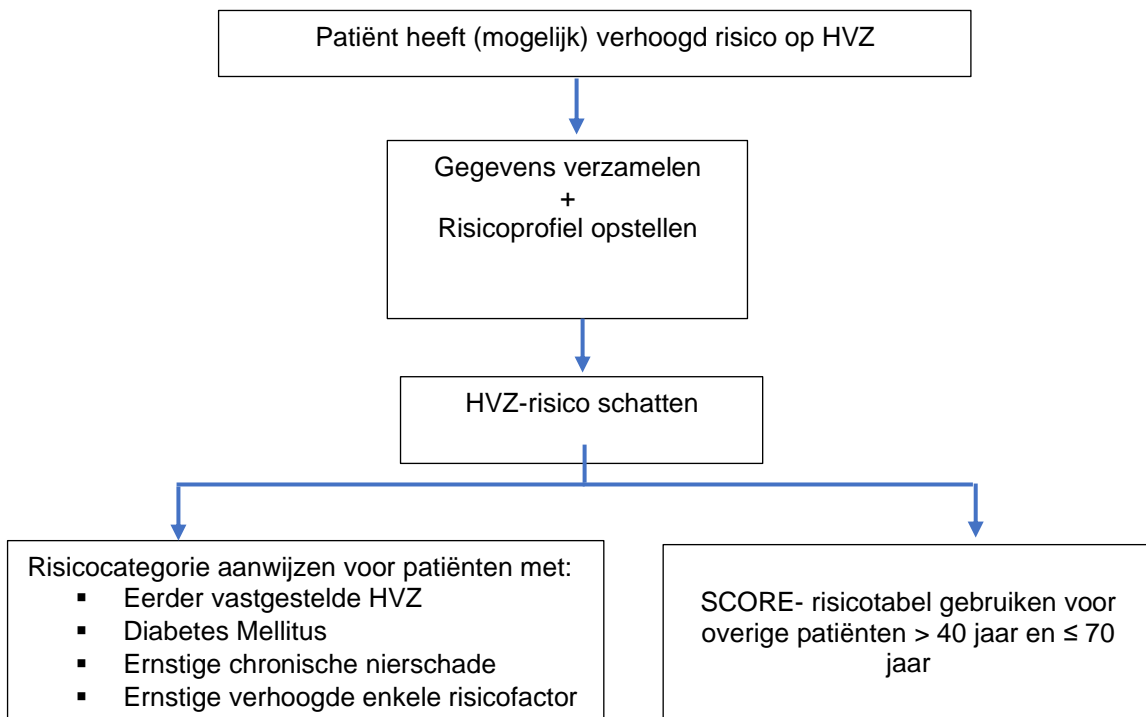 Patiënt heeft (mogelijk) verhoogd risico op HVZ
Gegevens verzamelen
+
Risicoprofiel opstellen
HVZ-risico schatten
Risicocategorie aanwijzen voor patiënten met:
▪ Eerder vastgestelde HVZ
▪ Diabetes Mellitus
▪ Ernstige chronische nierschade
▪ Ernstige verhoogde enkele risicofactor
SCORE- risicotabel gebruiken voor
overige patiënten > 40 jaar en ≤ 70
jaar